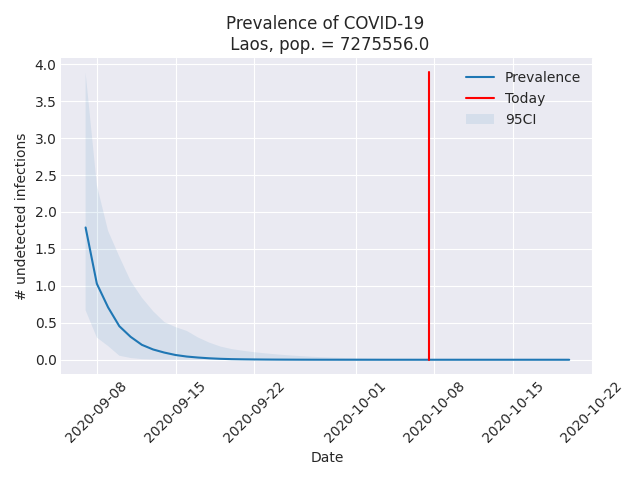 Prevalence of COVID-19
Laos, pop. = 7275556.0
4.0
3.5
3.0
2.5
2.0
1.5
1.0
0.5
0.0
# undetected infections
Prevalence
Today
95CI
2020-09-08
2020-09-15
2020-09-22
2020-10-01
2020-10-08
2020-10-15
2020-10-22
Date